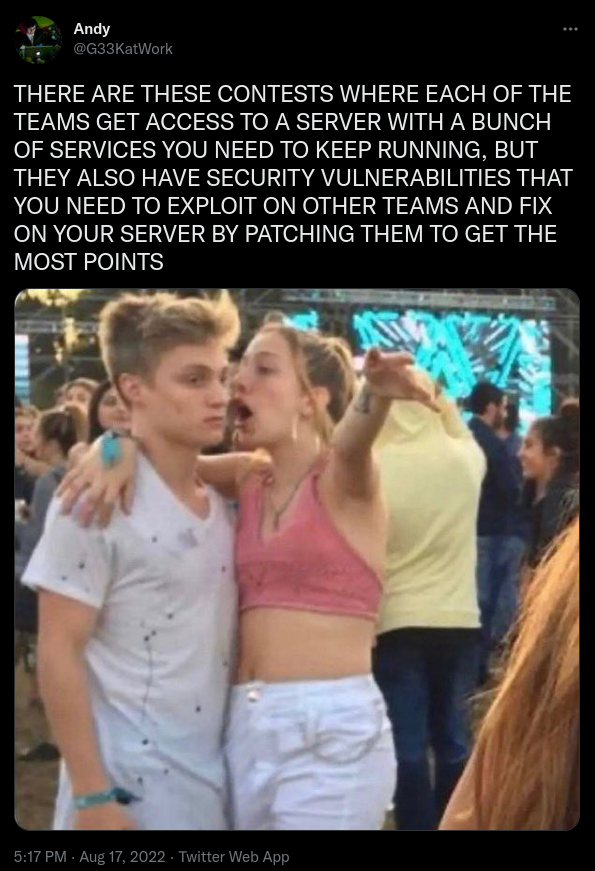 Andy
@G33KatWork
THERE ARE THESE CONTESTS WHERE EACH OF THE
TEAMS GET ACCESS TO A SERVER WITH A BUNCH
OF SERVICES YOU NEED TO KEEP RUNNING, BUT
THEY ALSO HAVE SECURITY VULNERABILITIES THAT
YOU NEED TO EXPLOIT ON OTHER TEAMS AND FIX
ON YOUR SERVER BY PATCHING THEM TO GET THE
MOST POINTS
5:17 PM · Aug 17, 2022 · Twitter Web App